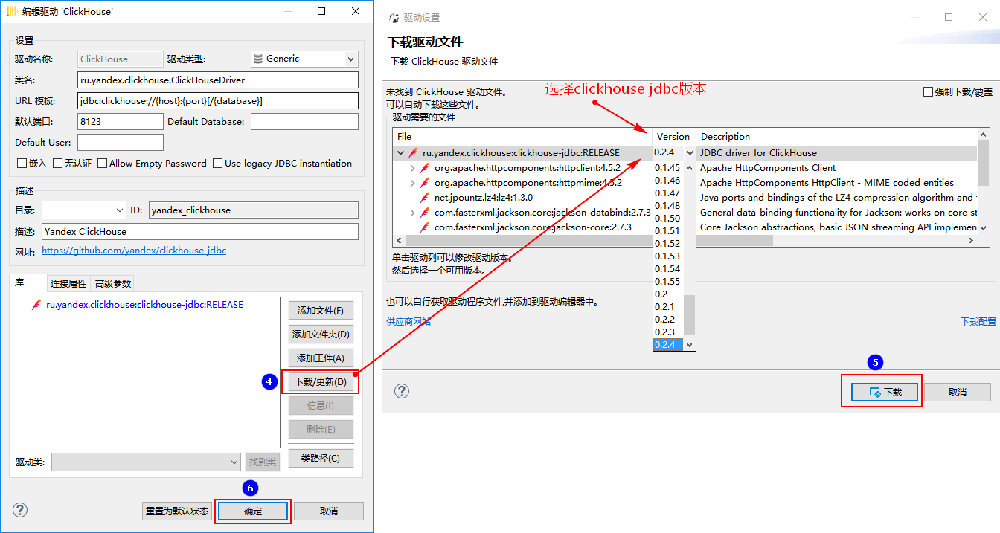 编辑驱动 'ClickHouse'
设置
驱动名称: ClickHouse 驱动类型: Generic
类名: ru.yandex.clickhouse.ClickHouseDriver
URL 模板: jdbc:clickhouse://{host}:{port}[/{database}]
默认端口: 8123 Default Database:
Default User:
嵌入 无认证 Allow Empty Password Use legacy JDBC instantiation
描述
目录: ID: yandex_clickhouse
描述: Yandex ClickHouse
网址: https://github.com/yandex/clickhouse-jdbc
库 连接属性 高级参数
ru.yandex.clickhouse:clickhouse-jdbc:RELEASE
添加文件(F)
添加文件夹(D)
添加工件(A)
4 下载/更新(D)
信息(I)
删除(E)
类路径(C)
驱动类: 找到类
6
重置为默认状态 确定 取消
驱动设置
下载驱动文件
下载 ClickHouse 驱动文件
选择clickhouse jdbc版本
未找到 ClickHouse 驱动文件。 强制下载/覆盖
可以自动下载这些文件。
驱动需要的文件
File Version Description
ru.yandex.clickhouse:clickhouse-jdbc:RELEASE 0.2.4 JDBC driver for ClickHouse
org.apache.httpcomponents:httpclient:4.5.2 Apache HttpComponents Client
org.apache.httpcomponents:httpmime:4.5.2 Apache HttpComponents HttpClient - MIME coded entities
net.jpountz.lz4:lz4:1.3.0 Java ports and bindings of the LZ4 compression algorithm and
com.fasterxml.jackson.core:jackson-databind:2.7.3 General data-binding functionality for Jackson: works on core st
com.fasterxml.jackson.core:jackson-core:2.7.3 Core Jackson abstractions, basic JSON streaming API implemen
0.1.45
0.1.46
0.1.47
0.1.48
0.1.50
0.1.51
0.1.52
0.1.53
0.1.54
0.1.55
0.2
0.2.1
0.2.2
0.2.3
0.2.4
单击驱动列可以修改驱动版本。
然后选择一个可用版本。
也可以自行获取驱动程序文件,并添加到驱动编辑器中。
供应商网站 下载配置
5
下载 取消